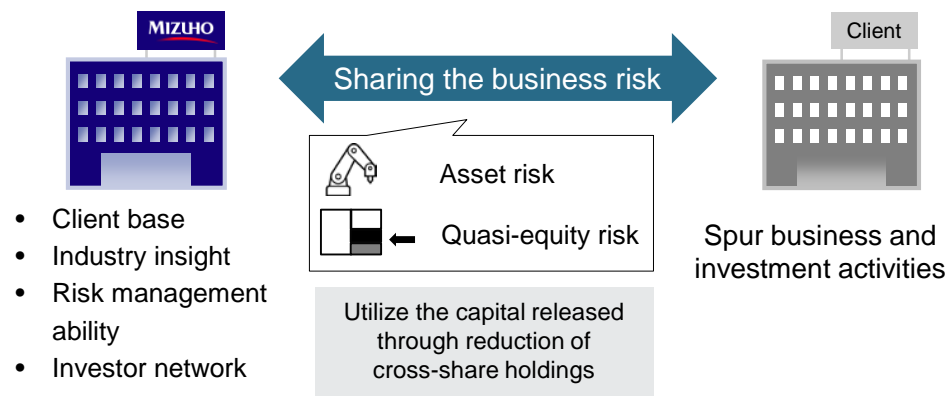 MIZUHO
Client
Sharing the business risk
Asset risk
Quasi-equity risk
• Client base
• Industry insight
• Risk management
ability
• Investor network
Utilize the capital released
through reduction of
cross-share holdings
Spur business and
investment activities